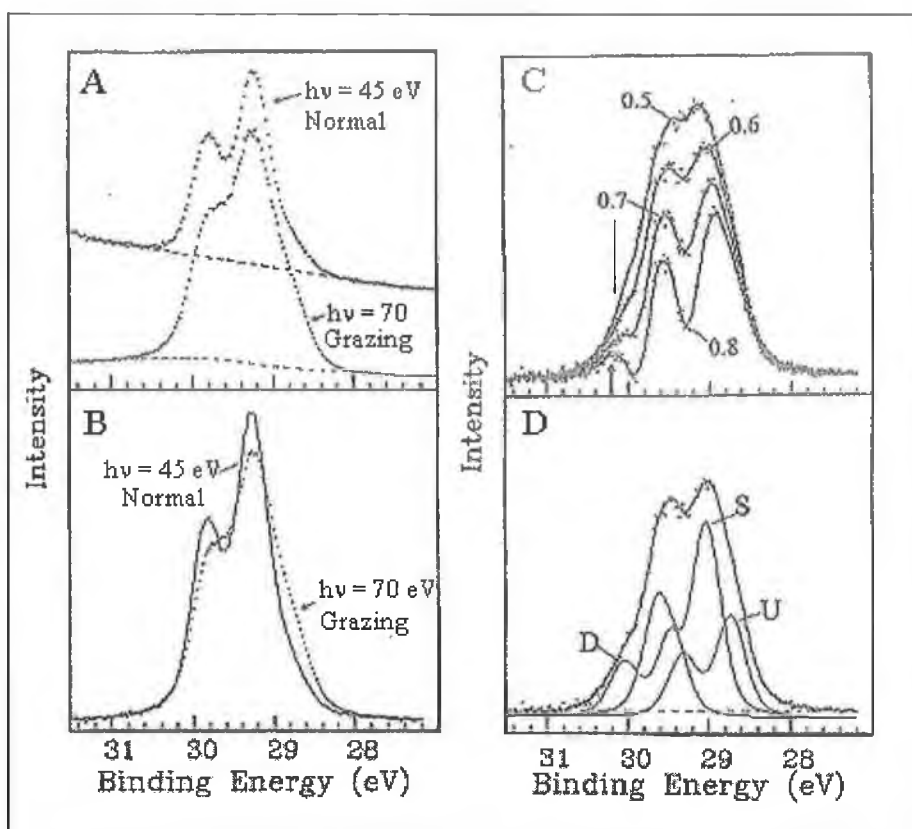 A
hν = 45 eV
Normal
hν = 70
Grazing
B
hν = 45 eV
Normal
hν = 70 eV
Grazing
Intensity
31 30 29 28
Binding Energy (eV)
C
0.5
0.6
0.7
0.8
D
S
U
D
Intensity
31 30 29 28
Binding Energy (eV)